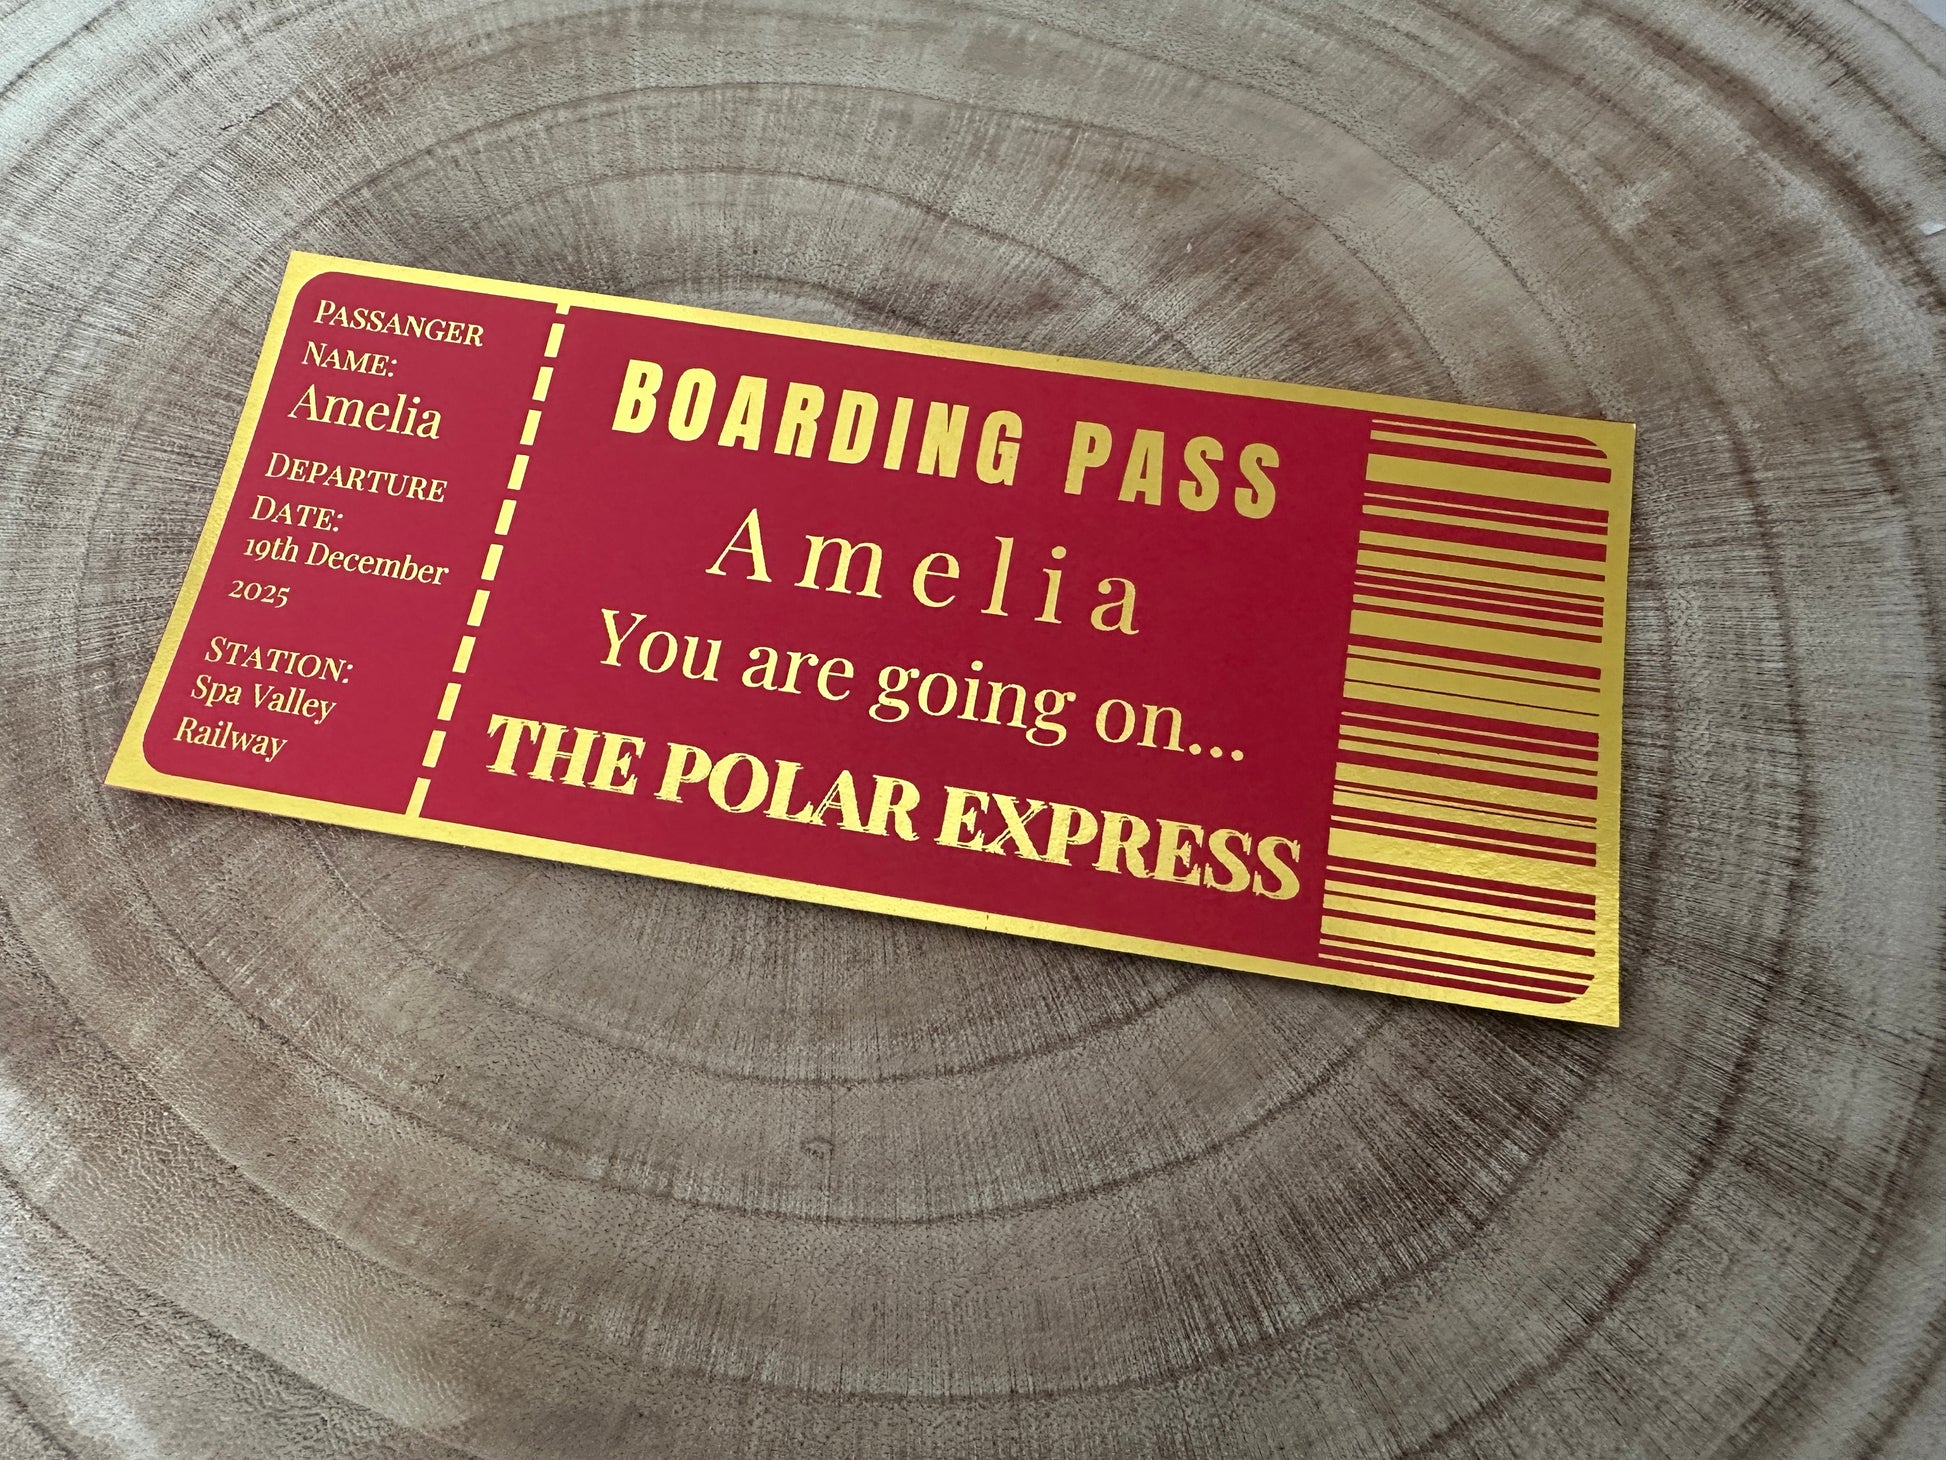 PASSANGER
NAME:
Amelia
DEPARTURE
DATE:
19th December
2025
STATION:
Spa Valley
Railway
BOARDING PASS
Amelia
You are going on...
THE POLAR EXPRESS